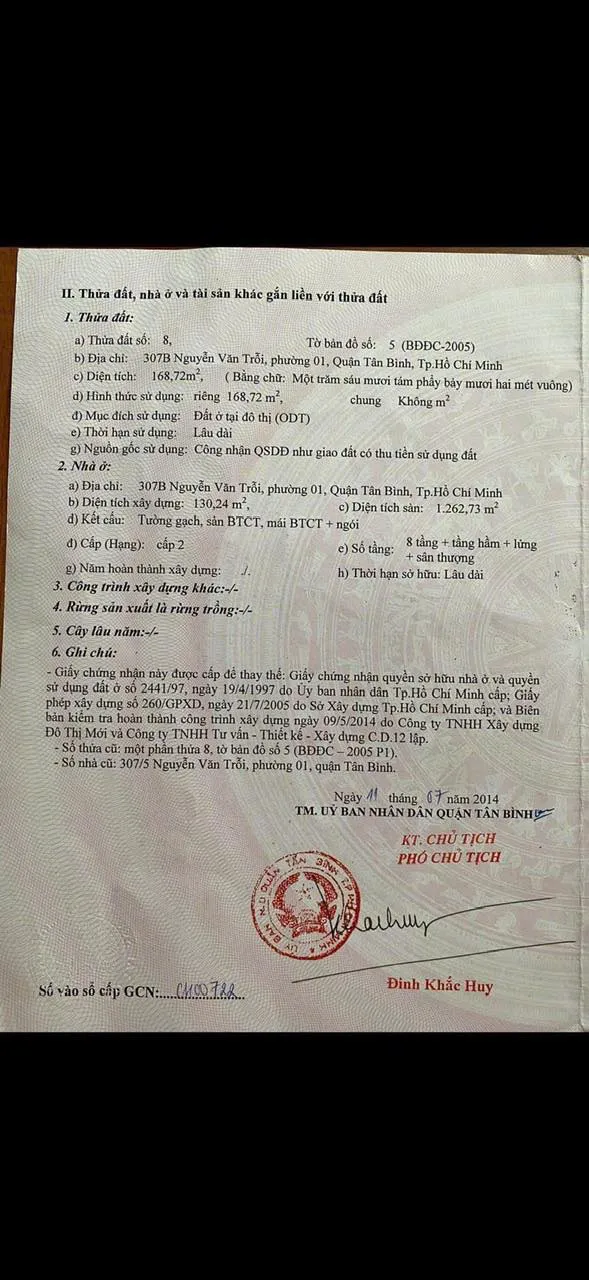 II. Thửa đất, nhà ở và tài sản khác gắn liền với thửa đất
1. Thửa đất:
a) Thửa đất số: 8, Tờ bản đồ số: 5 (BĐĐC-2005)
b) Địa chỉ: 307B Nguyễn Văn Trỗi, phường 01, Quận Tân Bình, Tp.Hồ Chí Minh
c) Diện tích: 168,72m², ( Bằng chữ: Một trăm sáu mươi tám phẩy bảy mươi hai mét vuông)
d) Hình thức sử dụng: riêng 168,72 m², chung Không m²
đ) Mục đích sử dụng: Đất ở tại đô thị (ODT)
e) Thời hạn sử dụng: Lâu dài
g) Nguồn gốc sử dụng: Công nhận QSDĐ như giao đất có thu tiền sử dụng đất
2. Nhà ở:
a) Địa chỉ: 307B Nguyễn Văn Trỗi, phường 01, Quận Tân Bình, Tp.Hồ Chí Minh
b) Diện tích xây dựng: 130,24 m², c) Diện tích sàn: 1.262,73 m²
d) Kết cấu: Tường gạch, sàn BTCT, mái BTCT + ngói
đ) Cấp (Hạng): cấp 2 e) Số tầng: 8 tầng + tầng hầm + lửng
+ sân thượng
g) Năm hoàn thành xây dựng: ./. h) Thời hạn sở hữu: Lâu dài
3. Công trình xây dựng khác:-/-
4. Rừng sản xuất là rừng trồng:-/-
5. Cây lâu năm:-/-
6. Ghi chú:
- Giấy chứng nhận này được cấp để thay thế: Giấy chứng nhận quyền sở hữu nhà ở và quyền
sử dụng đất ở số 2441/97, ngày 19/4/1997 do Ủy ban nhân dân Tp.Hồ Chí Minh cấp; Giấy
phép xây dựng số 260/GPXD, ngày 21/7/2005 do Sở Xây dựng Tp.Hồ Chí Minh cấp; và Biên
bản kiểm tra hoàn thành công trình xây dựng ngày 09/5/2014 do Công ty TNHH Xây dựng
Đô Thị Mới và Công ty TNHH Tư vấn - Thiết kế - Xây dựng C.D.12 lập.
- Số thửa cũ: một phần thửa 8, tờ bản đồ số 5 (BĐĐC – 2005 P1).
- Số nhà cũ: 307/5 Nguyễn Văn Trỗi, phường 01, quận Tân Bình.
Ngày 11 tháng 07 năm 2014
TM. UỶ BAN NHÂN DÂN QUẬN TÂN BÌNH
KT. CHỦ TỊCH
PHÓ CHỦ TỊCH
ỦY BAN N.D QUẬN TÂN BÌNH T.P HỒ CHÍ MINH
Đinh Khắc Huy
Số vào sổ cấp GCN:.....CH00722